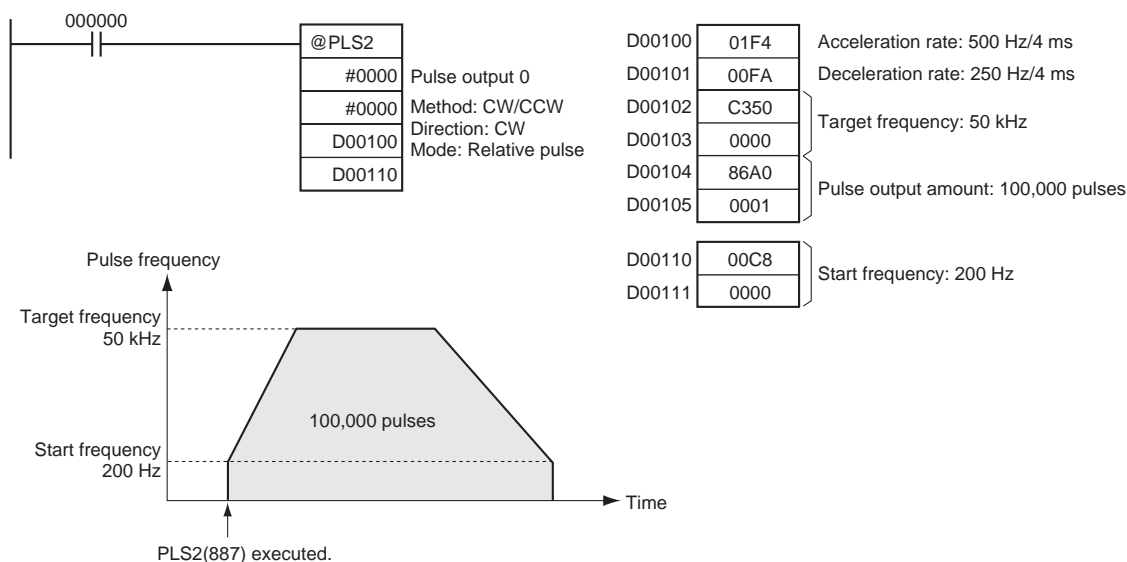 000000
@PLS2
#0000 Pulse output 0
#0000 Method: CW/CCW
Direction: CW
D00100
Mode: Relative pulse
D00110
D00100 01F4 Acceleration rate: 500 Hz/4 ms
D00101 00FA Deceleration rate: 250 Hz/4 ms
D00102 C350
Target frequency: 50 kHz
D00103 0000
D00104 86A0
Pulse output amount: 100,000 pulses
D00105 0001
D00110 00C8
Start frequency: 200 Hz
D00111 0000
Pulse frequency
Target frequency
50 kHz
100,000 pulses
Start frequency
200 Hz
Time
PLS2(887) executed.